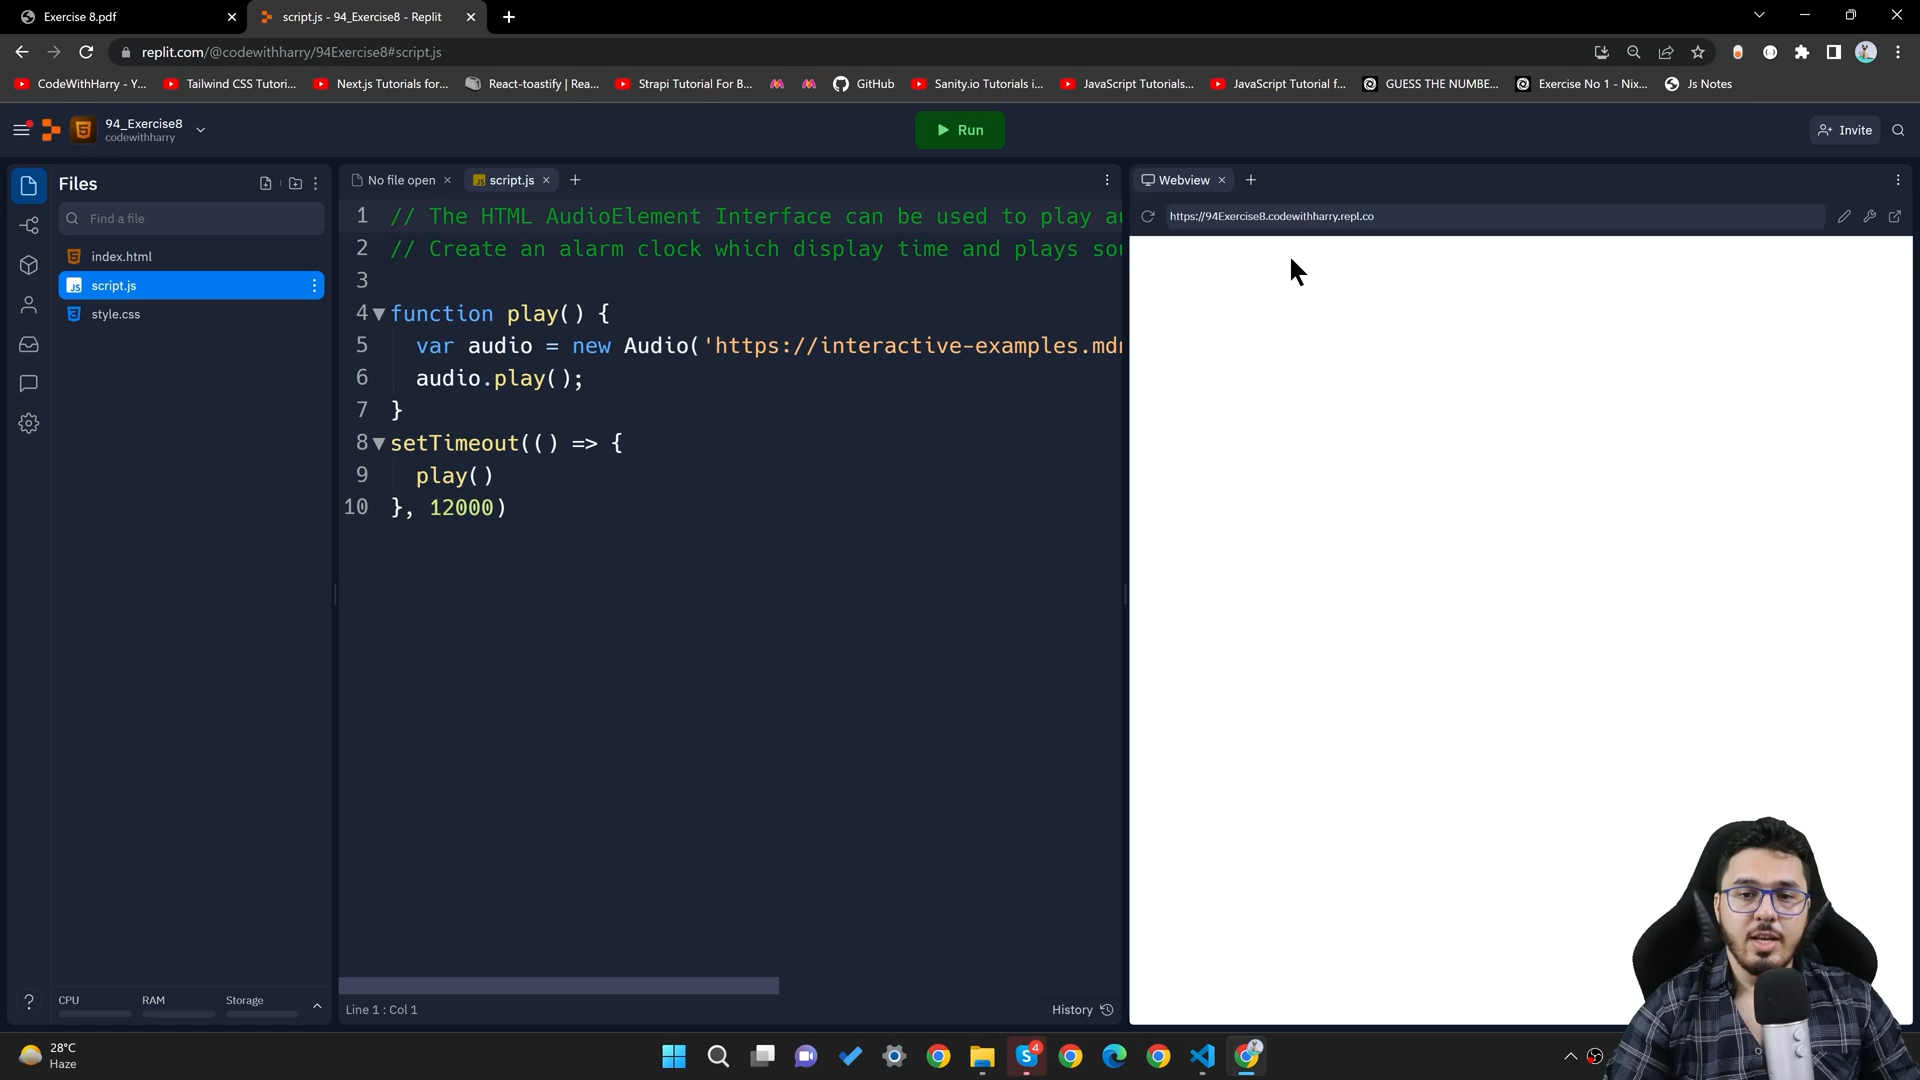 Exercise 8.pdf
script.js - 94_Exercise8 - Replit
replit.com/@codewithharry/94Exercise8#script.js
CodeWithHarry - Y...
Tailwind CSS Tutori...
Next.js Tutorials for...
React-toastify | Rea...
Strapi Tutorial For B...
GitHub
Sanity.io Tutorials i...
JavaScript Tutorials...
JavaScript Tutorial f...
GUESS THE NUMBE...
Exercise No 1 - Nix...
Js Notes
94_Exercise8
codewithharry
Run
Invite
Files
Find a file
index.html
script.js
style.css
CPU
RAM
Storage
No file open
script.js
1 // The HTML AudioElement Interface can be used to play
2 // Create an alarm clock which display time and plays
3
4 function play() {
5 var audio = new Audio('https://interactive-examples.
6 audio.play();
7 }
8 setTimeout(() => {
9 play()
10 }, 12000)
Line 1 : Col 1
History
Webview
https://94Exercise8.codewithharry.repl.co
28°C
Haze
4